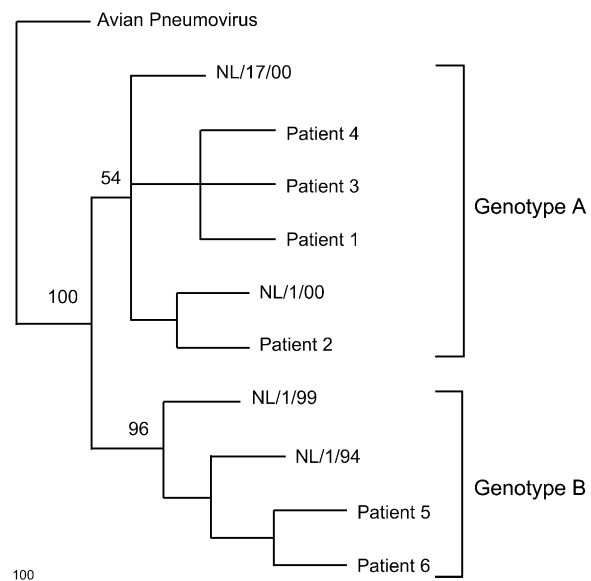 Avian Pneumovirus
NL/17/00
Patient 4
54
Patient 3
Genotype A
Patient 1
100
NL/1/00
Patient 2
NL/1/99
96
NL/1/94
Genotype B
Patient 5
Patient 6
100